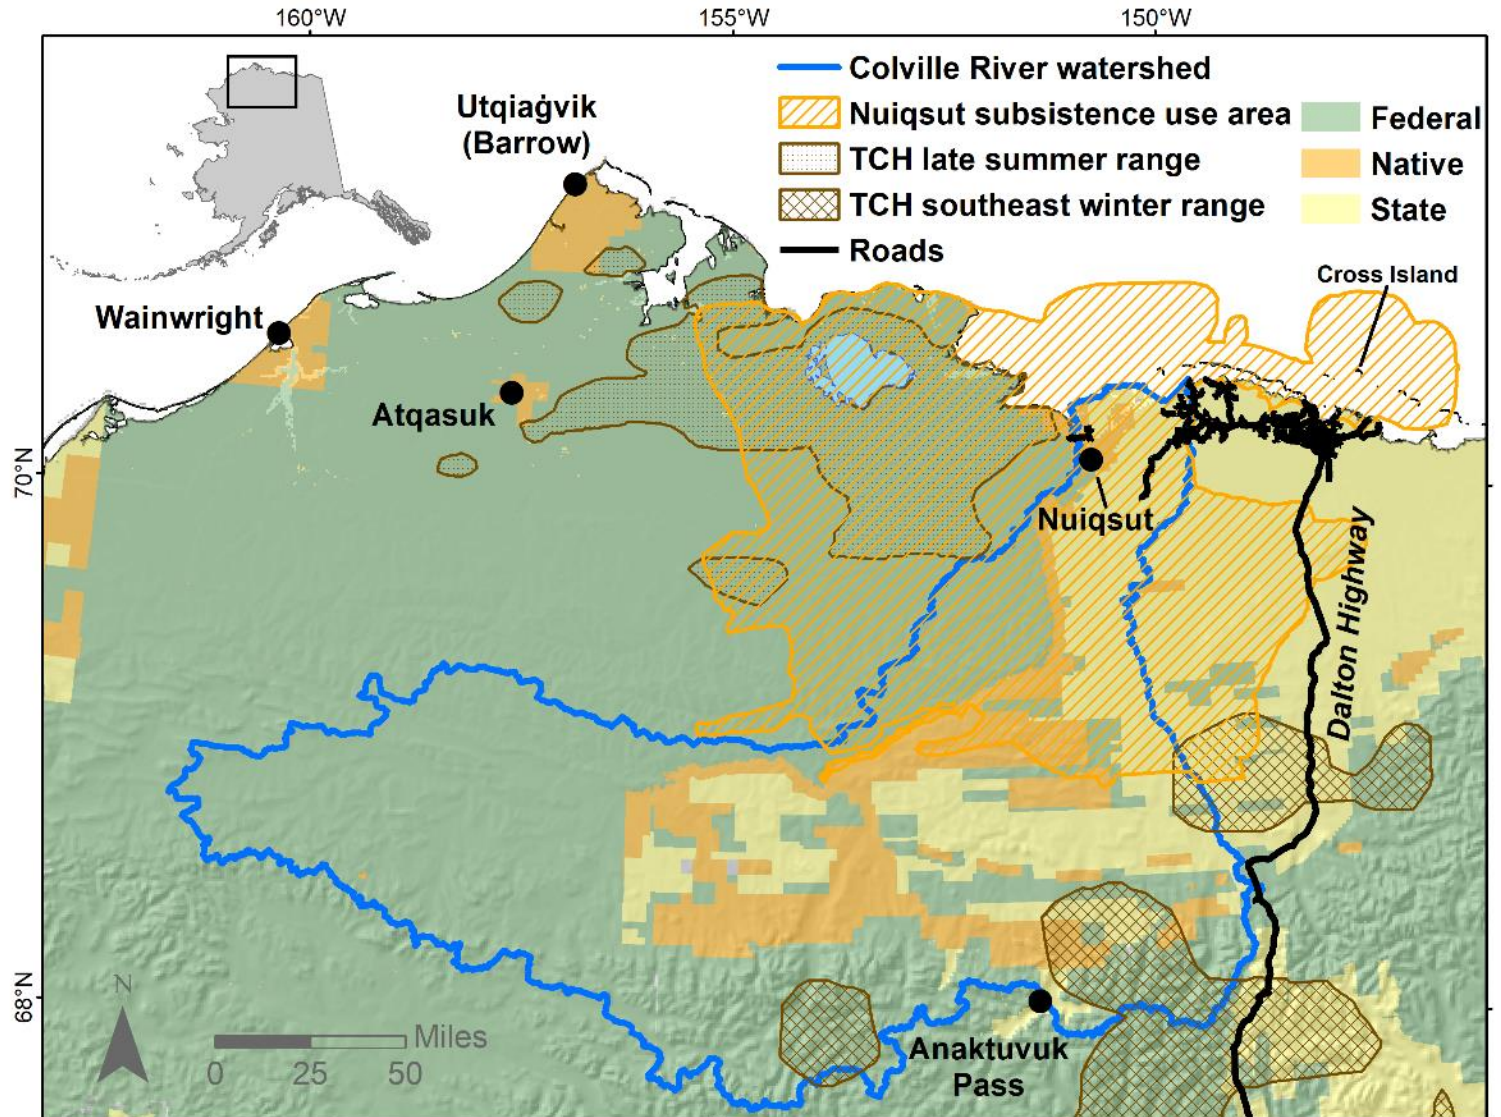 160°W
155°W
150°W
Colville River watershed
Nuiqsut subsistence use area
TCH late summer range
TCH southeast winter range
Roads
Federal
Native
State
Utqiaġvik
(Barrow)
Cross Island
Wainwright
Atqasuk
70°N
Nuiqsut
Dalton Highway
68°N
N
Miles
0 25 50
Anaktuvuk
Pass